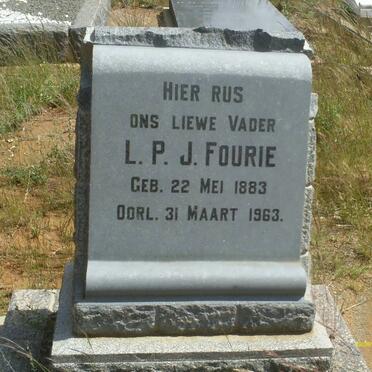 HIER RUS
ONS LIEWE VADER
L. P. J. FOURIE
GEB. 22 MEI 1883
OORL. 31 MAART 1963.